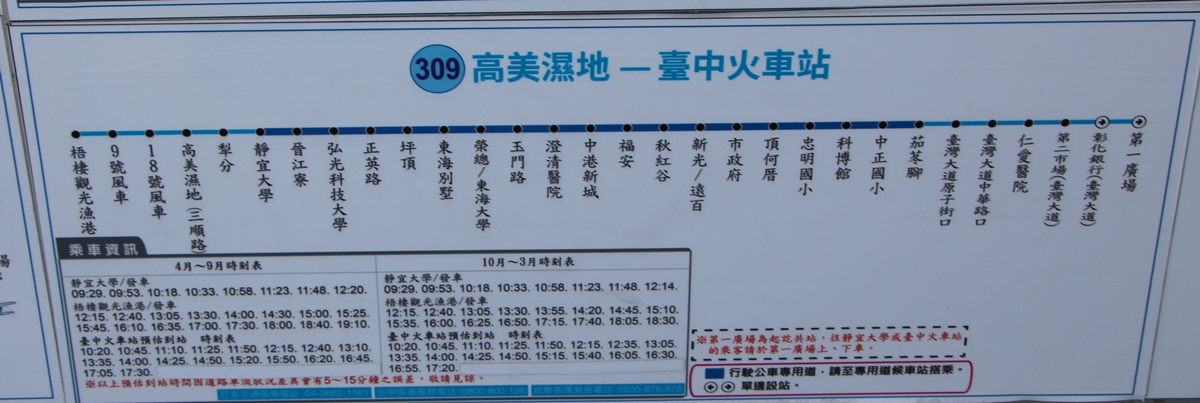 309 高美濕地 — 臺中火車站
梧棲觀光漁港
9號風車
18號風車
高美濕地(三順路)
犁分
靜宜大學
晉江寮
弘光科技大學
正英路
坪頂
東海別墅
榮總/東海大學
玉門路
澄清醫院
中港新城
福安
秋紅谷
新光/遠百
市政府
頂何厝
忠明國小
科博館
中正國小
茄苳腳
臺灣大道原子街口
臺灣大道中華路口
仁愛醫院
第二市場(臺灣大道)
彰化銀行(臺灣大道)
第一廣場
乘車資訊
4月~9月時刻表
靜宜大學/發車
09:29. 09:53. 10:18. 10:33. 10:58. 11:23. 11:48. 12:20.
梧棲觀光漁港/發車
12:15. 12:40. 13:05. 13:30. 14:00. 14:30. 15:00. 15:25.
15:45. 16:10. 16:35. 17:00. 17:30. 18:00. 18:40. 19:10.
臺中火車站預估到站 時刻表
10:20. 10:45. 11:10. 11:25. 11:50. 12:15. 12:40. 13:10.
13:35. 14:00. 14:25. 14:50. 15:20. 15:50. 16:20. 16:45.
17:05. 17:30.
10月~3月時刻表
靜宜大學/發車
09:29. 09:53. 10:18. 10:33. 10:58. 11:23. 11:48. 12:14.
梧棲觀光漁港/發車
12:15. 12:40. 13:05. 13:30. 13:55. 14:20. 14:45. 15:10.
15:35. 16:00. 16:25. 16:50. 17:15. 17:40. 18:05. 18:30.
臺中火車站預估到站 時刻表
10:20. 10:45. 11:10. 11:25. 11:50. 12:15. 12:35. 13:05.
13:35. 14:00. 14:25. 14:50. 15:15. 15:40. 16:05. 16:30.
16:55. 17:20.
※以上預估到站時間因道路車流狀況差異會有5~15分鐘之誤差,敬請見諒。
※第一廣場為起訖共站,往靜宜大學或臺中火車站
的乘客請於第一廣場上、下車。
行駛公車專用道,請至專用道候車站搭乘。
單邊設站。